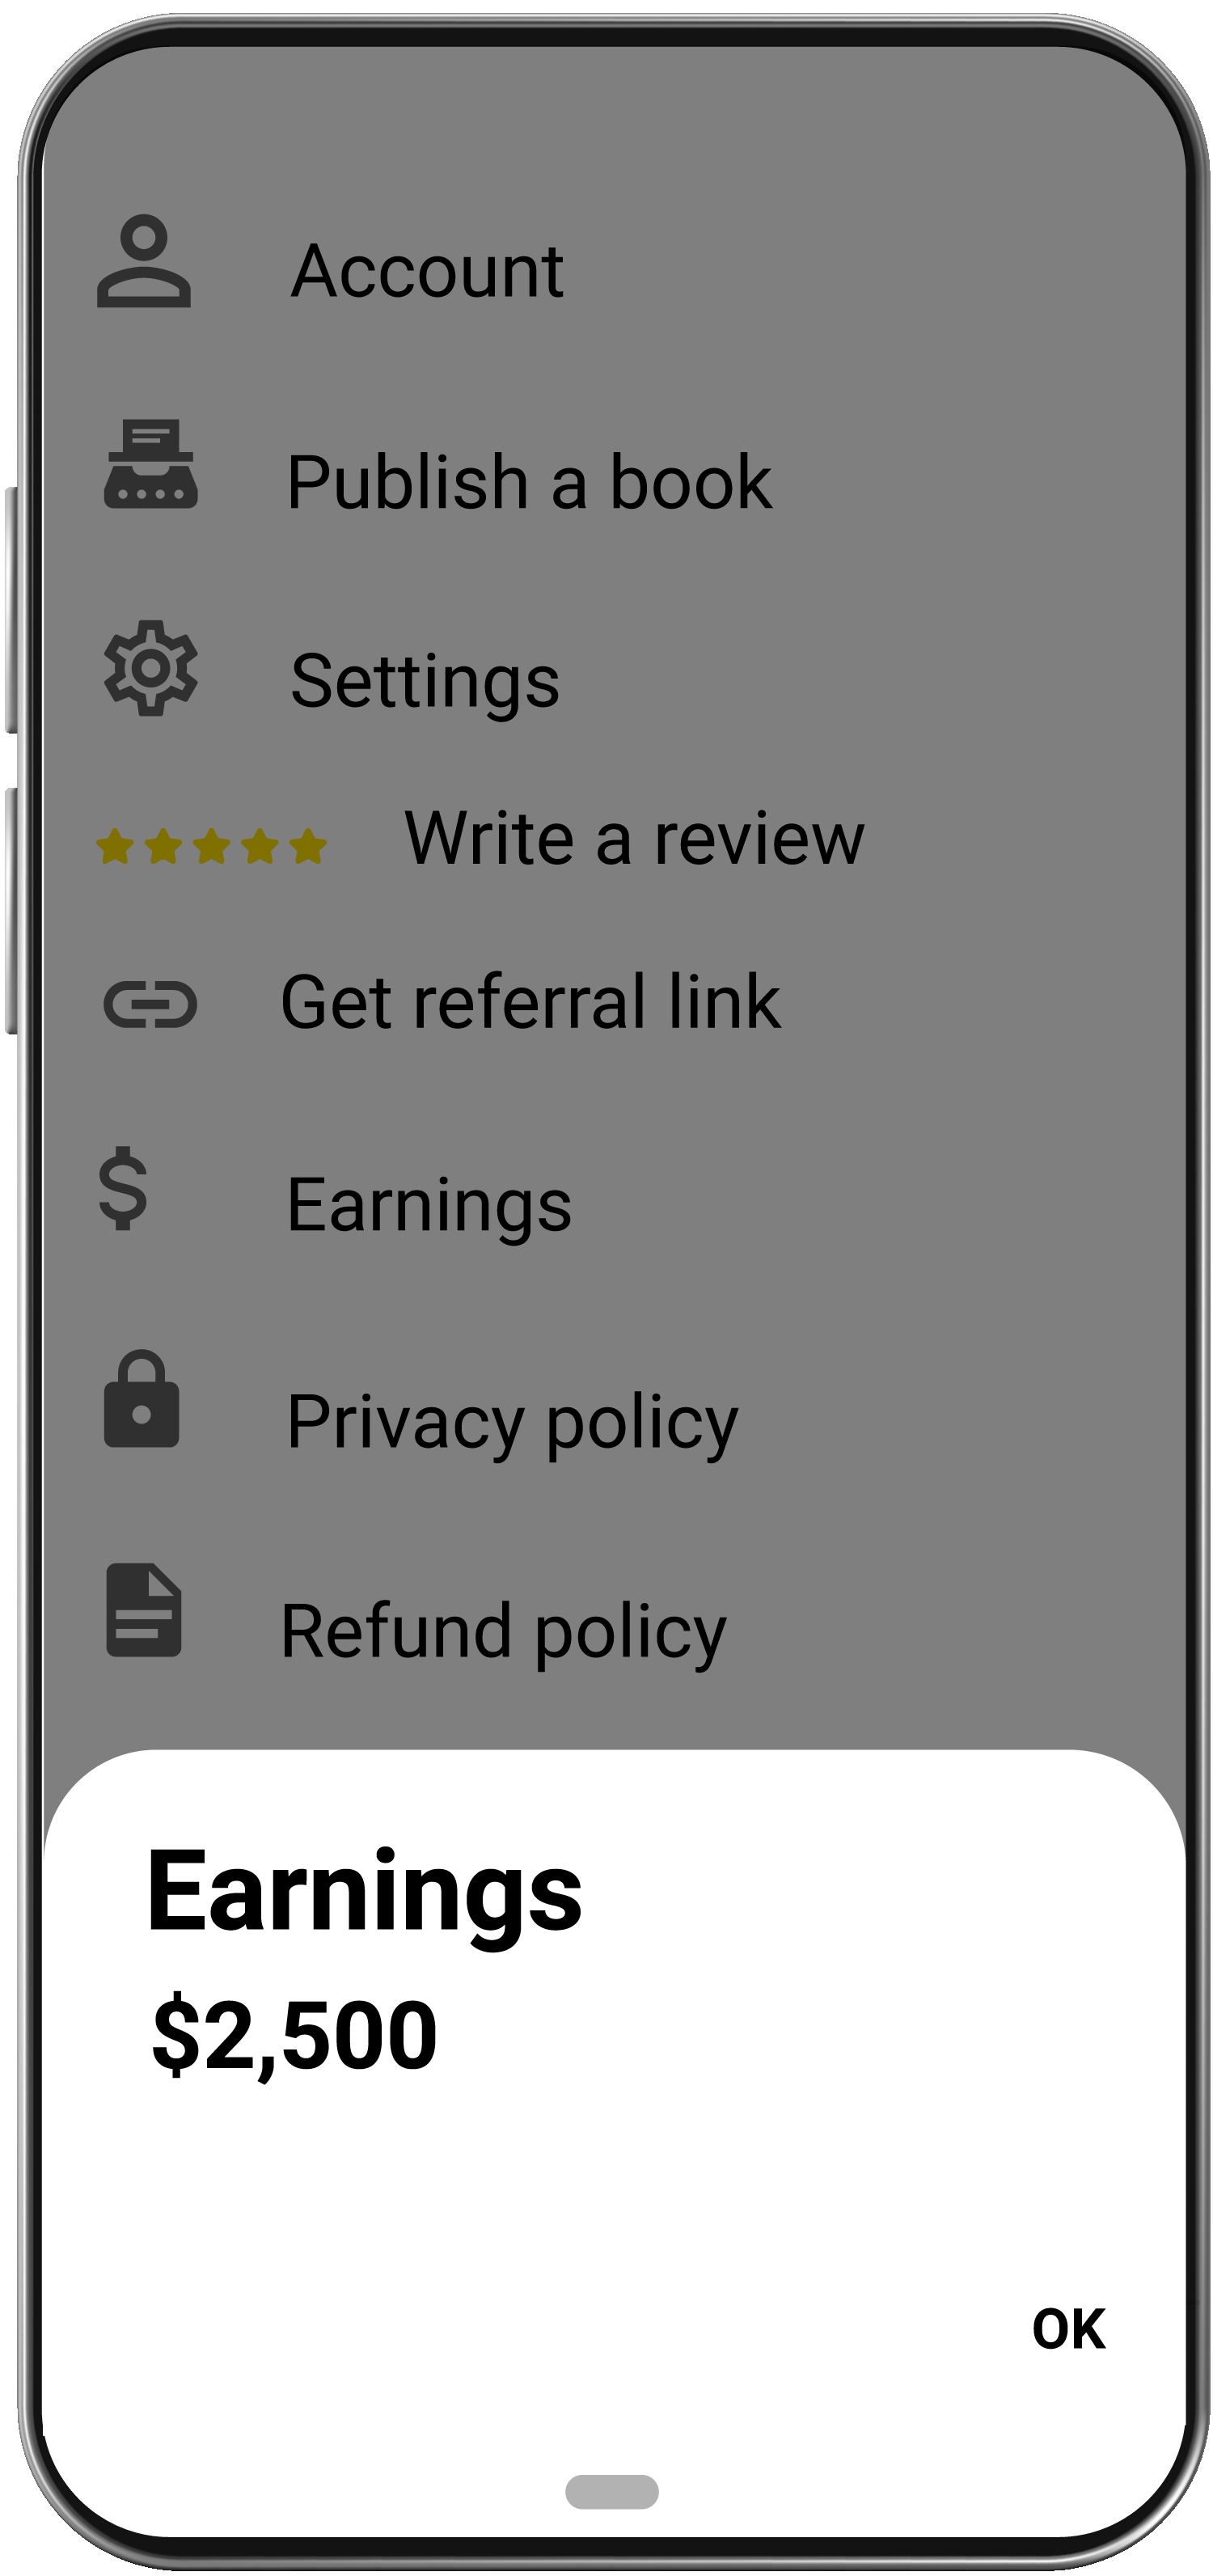 Account
Publish a book
Settings
Write a review
Get referral link
Earnings
Privacy policy
Refund policy
Earnings
$2,500
OK